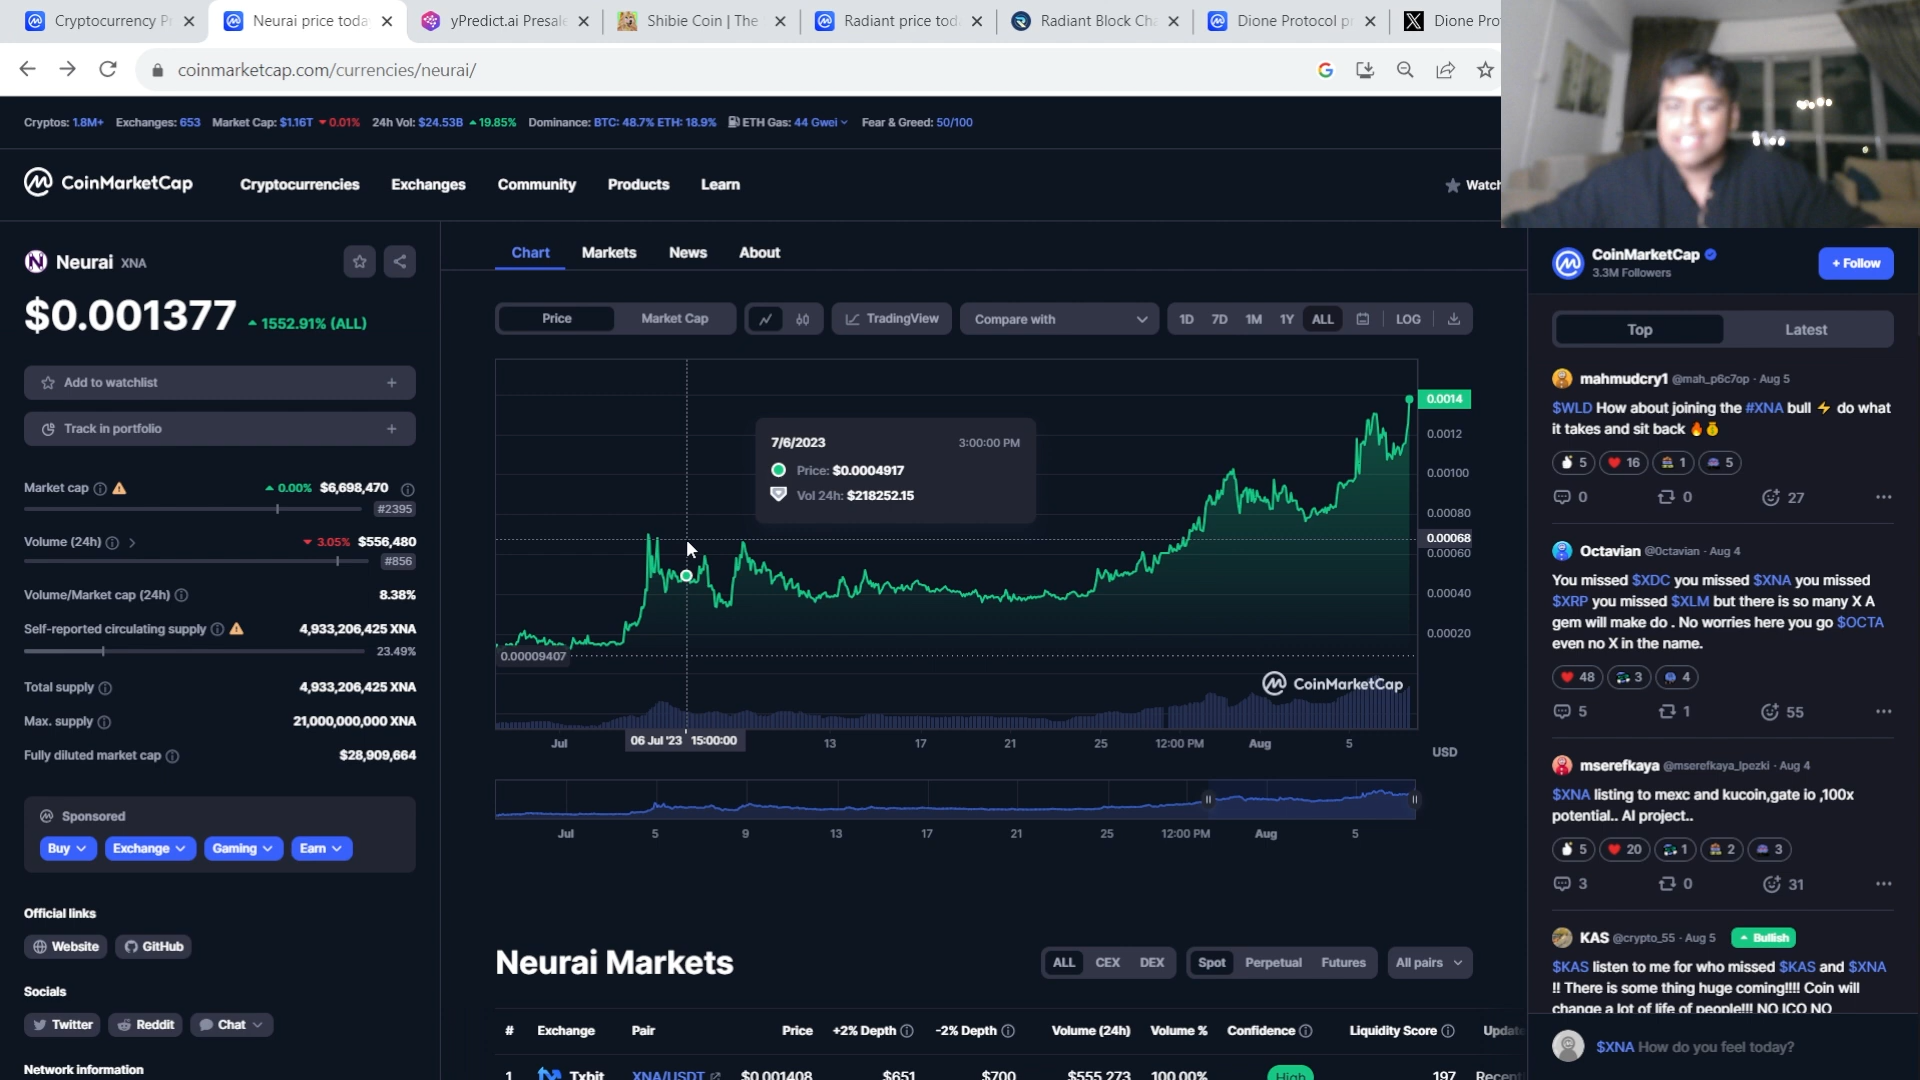 Cryptocurrency Pr
Neurai price toda
yPredict.ai Presale
Shibie Coin | The
Radiant price tod
Radiant Block Cha
Dione Protocol pr
Dione Pro
coinmarketcap.com/currencies/neurai/
Cryptos: 1.8M+ Exchanges: 653 Market Cap: $1.16T 0.01% 24h Vol: $24.53B 19.85% Dominance: BTC: 48.7% ETH: 18.9% ETH Gas: 44 Gwei Fear & Greed: 50/100
CoinMarketCap Cryptocurrencies Exchanges Community Products Learn Watch
Neurai XNA
$0.001377 1552.91% (ALL)
Add to watchlist +
Track in portfolio +
Market cap 0.00% $6,698,470
#2395
Volume (24h) 3.05% $556,480
#856
Volume/Market cap (24h) 8.38%
Self-reported circulating supply 4,933,206,425 XNA
23.49%
Total supply 4,933,206,425 XNA
Max. supply 21,000,000,000 XNA
Fully diluted market cap $28,909,664
Sponsored
Buy Exchange Gaming Earn
Official links
Website GitHub
Socials
Twitter Reddit Chat
Network information
Chart Markets News About
Price Market Cap TradingView Compare with 1D 7D 1M 1Y ALL LOG
0.0014
0.0012
0.00100
0.00080
0.00068
0.00060
0.00040
0.00020
7/6/2023 3:00:00 PM
Price: $0.0004917
Vol 24h: $218252.15
0.00009407
CoinMarketCap
Jul 06 Jul '23 15:00:00 13 17 21 25 12:00 PM Aug 5
USD
Jul 5 9 13 17 21 25 12:00 PM Aug 5
Neurai Markets
ALL CEX DEX Spot Perpetual Futures All pairs
# Exchange Pair Price +2% Depth -2% Depth Volume (24h) Volume % Confidence Liquidity Score Update
1 Txbit XNA/USDT $0.001408 $651 $700 $555,273 100.00% High 197 Recent
CoinMarketCap
3.3M Followers
+ Follow
Top Latest
mahmudcry1 @mah_p6c7op · Aug 5
$WLD How about joining the #XNA bull ⚡ do what
it takes and sit back 🔥💰
5 16 1 5
0 0 27
Octavian @0ctavian · Aug 4
You missed $XDC you missed $XNA you missed
$XRP you missed $XLM but there is so many X A
gem will make do . No worries here you go $OCTA
even no X in the name.
48 3 4
5 1 55
mserefkaya @mserefkaya_lpezki · Aug 4
$XNA listing to mexc and kucoin,gate io ,100x
potential.. AI project..
5 20 1 2 3
3 0 31
KAS @crypto_55 · Aug 5 Bullish
$KAS listen to me for who missed $KAS and $XNA
!! There is some thing huge coming!!!! Coin will
change a lot of life of people!!! NO ICO NO
$XNA How do you feel today?